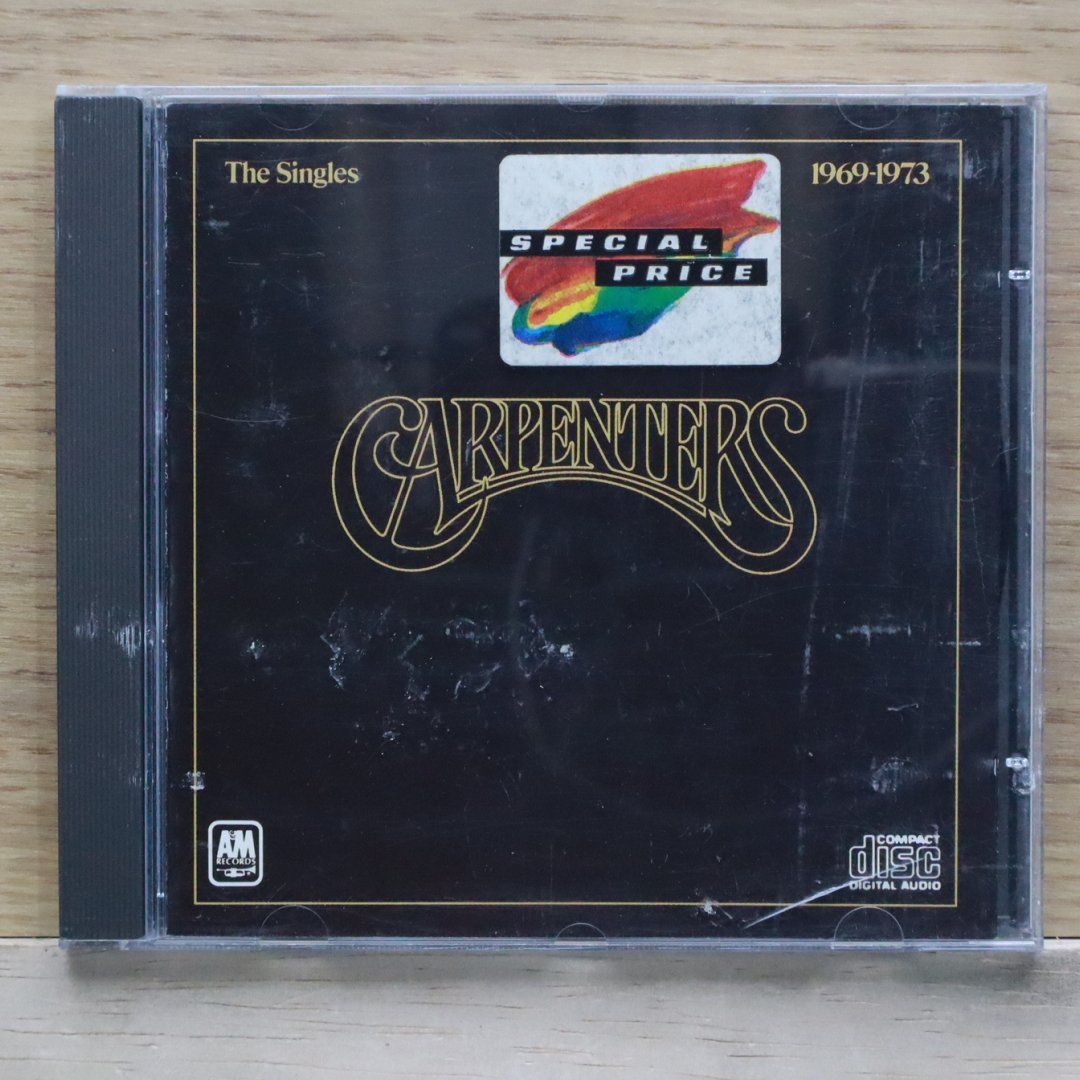 The Singles
1969-1973
SPECIAL
PRICE
CARPENTERS
A&M
RECORDS
COMPACT
disc
DIGITAL AUDIO